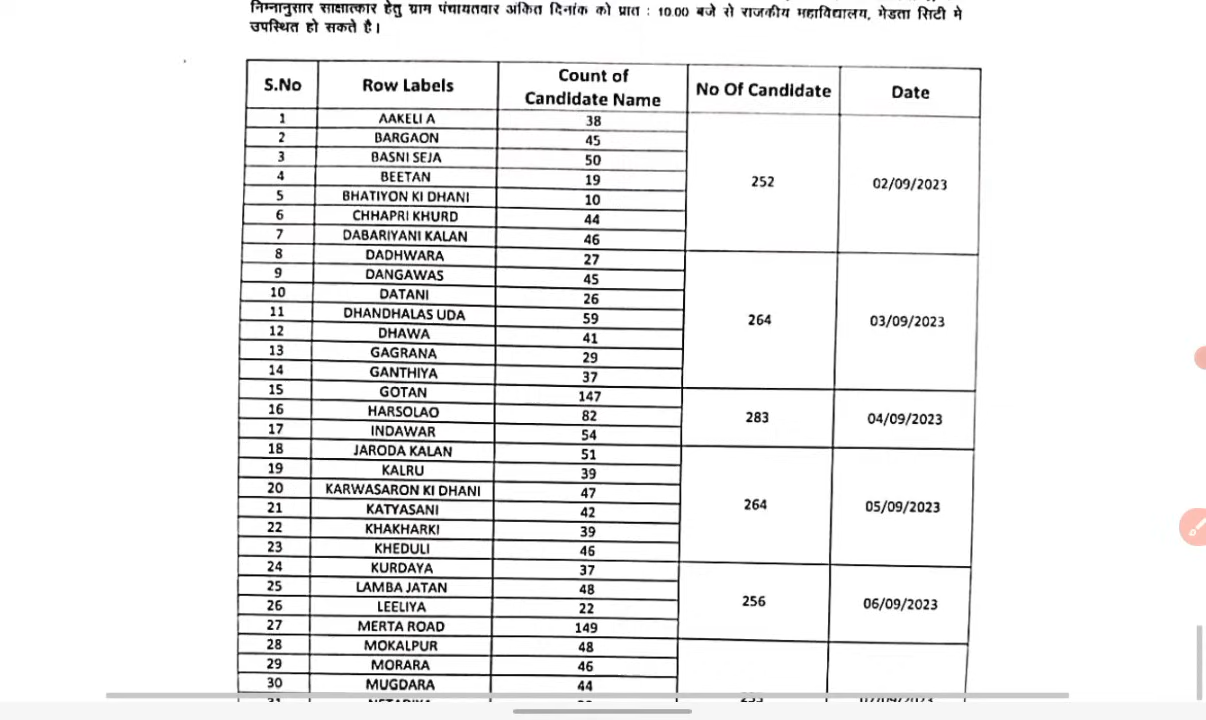 निम्नानुसार साक्षात्कार हेतु ग्राम पंचायतवार अंकित दिनांक को प्रात : 10.00 बजे से राजकीय महाविद्यालय, मेडता सिटी मे
उपस्थित हो सकते है।
S.No Row Labels Count of Candidate Name No Of Candidate Date
1 AAKELI A 38
2 BARGAON 45
3 BASNI SEJA 50
4 BEETAN 19 252 02/09/2023
5 BHATIYON KI DHANI 10
6 CHHAPRI KHURD 44
7 DABARIYANI KALAN 46
8 DADHWARA 27
9 DANGAWAS 45
10 DATANI 26
11 DHANDHALAS UDA 59 264 03/09/2023
12 DHAWA 41
13 GAGRANA 29
14 GANTHIYA 37
15 GOTAN 147
16 HARSOLAO 82 283 04/09/2023
17 INDAWAR 54
18 JARODA KALAN 51
19 KALRU 39
20 KARWASARON KI DHANI 47
21 KATYASANI 42 264 05/09/2023
22 KHAKHARKI 39
23 KHEDULI 46
24 KURDAYA 37
25 LAMBA JATAN 48
26 LEELIYA 22 256 06/09/2023
27 MERTA ROAD 149
28 MOKALPUR 48
29 MORARA 46
30 MUGDARA 44